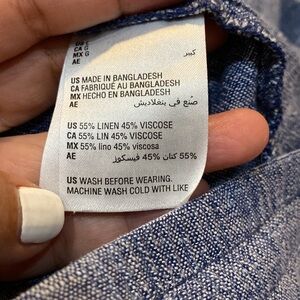 CA G
MX G
AE كبير
US MADE IN BANGLADESH
CA FABRIQUÉ AU BANGLADESH
MX HECHO EN BANGLADESH
AE صنع في بنغلاديش
US 55% LINEN 45% VISCOSE
CA 55% LIN 45% VISCOSE
MX 55% lino 45% viscosa
AE 55% كتان 45% فيسكوز
US WASH BEFORE WEARING.
MACHINE WASH COLD WITH LIKE